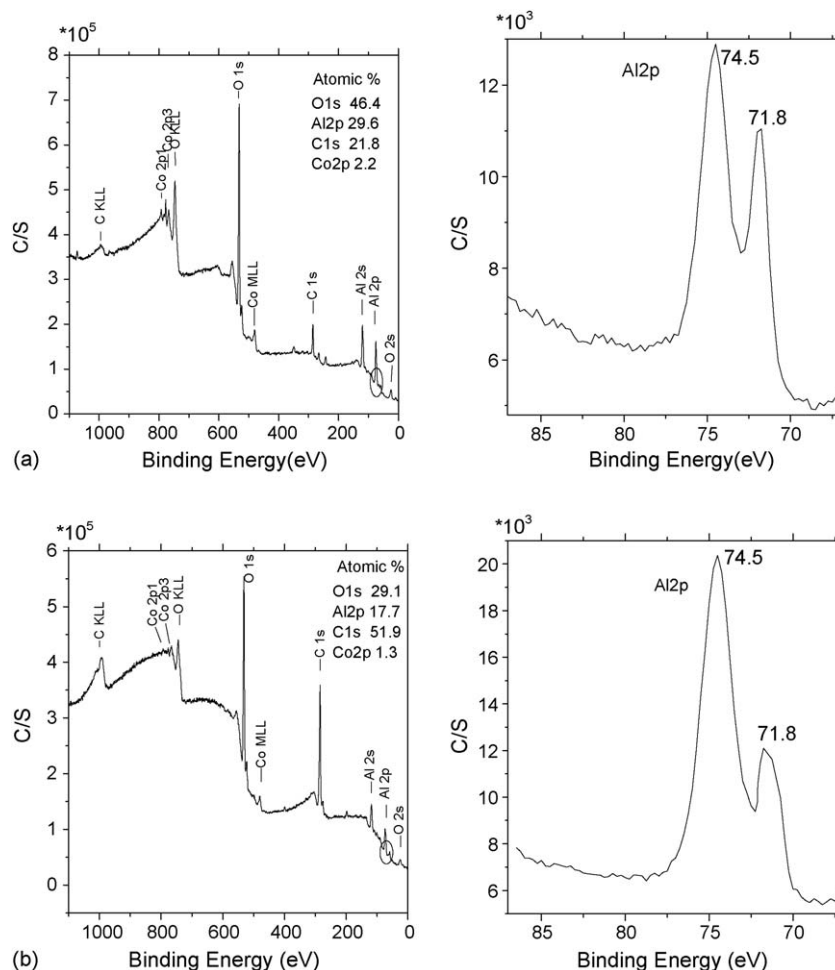 *10^5
8
7
6
5
4
3
2
1
0
C/S
C KLL
Co 2p1
Co 2p3
O KLL
O 1s
Co MLL
C 1s
Al 2s
Al 2p
O 2s
Atomic %
O1s 46.4
Al2p 29.6
C1s 21.8
Co2p 2.2
1000 800 600 400 200 0
Binding Energy(eV)
(a)
*10^3
12
10
8
6
C/S
Al2p
74.5
71.8
85 80 75 70
Binding Energy(eV)
*10^5
6
5
4
3
2
1
0
C/S
C KLL
Co 2p1
Co 2p3
O KLL
O 1s
Co MLL
C 1s
Al 2s
Al 2p
O 2s
Atomic %
O1s 29.1
Al2p 17.7
C1s 51.9
Co2p 1.3
1000 800 600 400 200 0
Binding Energy (eV)
(b)
*10^3
20
18
16
14
12
10
8
6
C/S
Al2p
74.5
71.8
85 80 75 70
Binding Energy (eV)